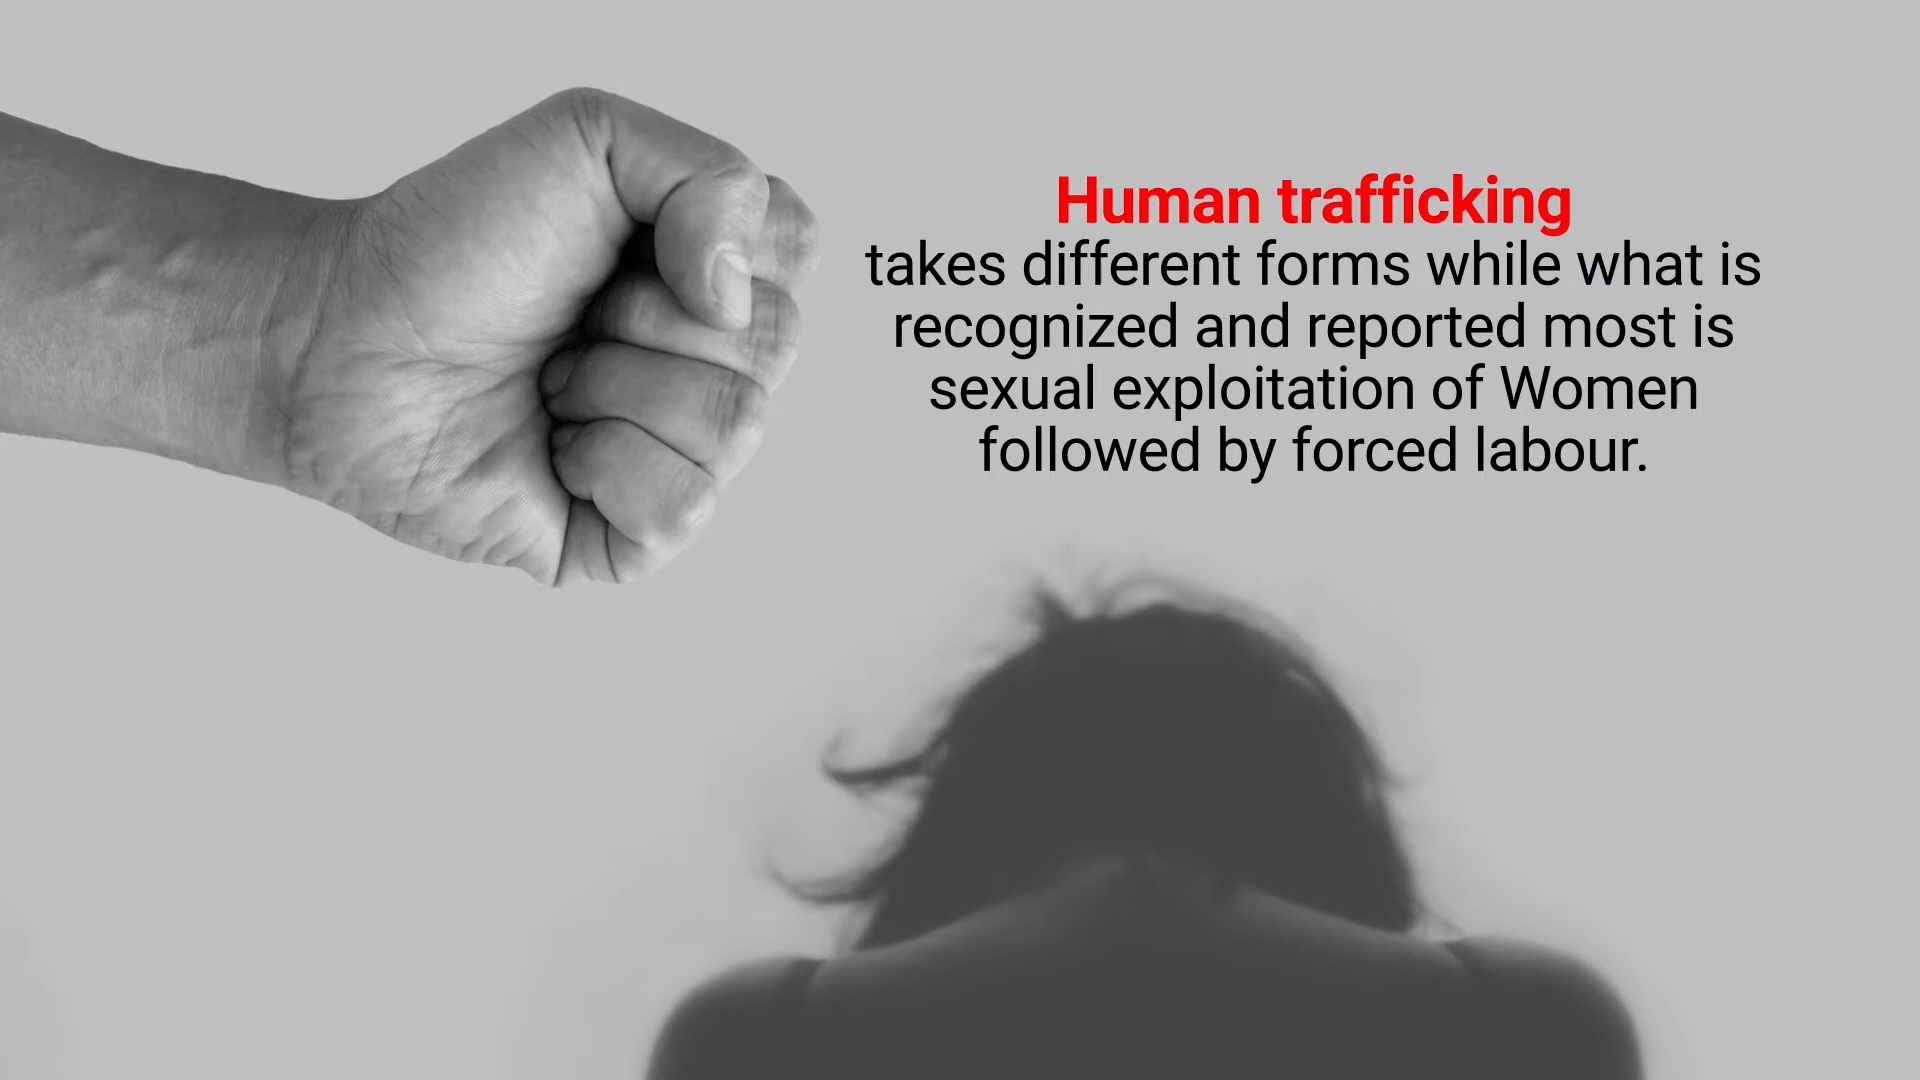 Human trafficking
takes different forms while what is
recognized and reported most is
sexual exploitation of Women
followed by forced labour.